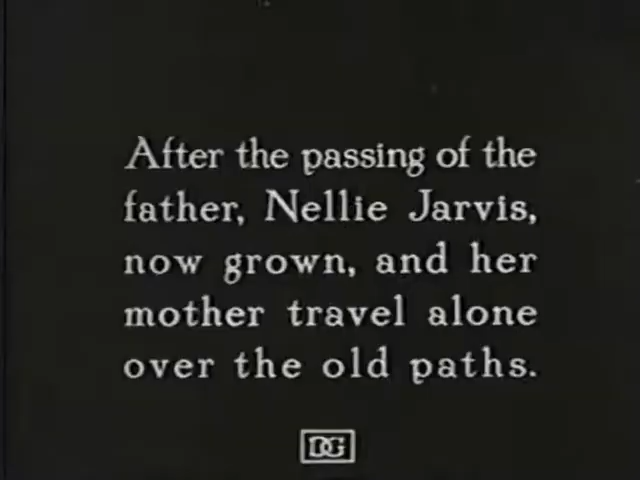 After the passing of the
father, Nellie Jarvis,
now grown, and her
mother travel alone
over the old paths.
DG